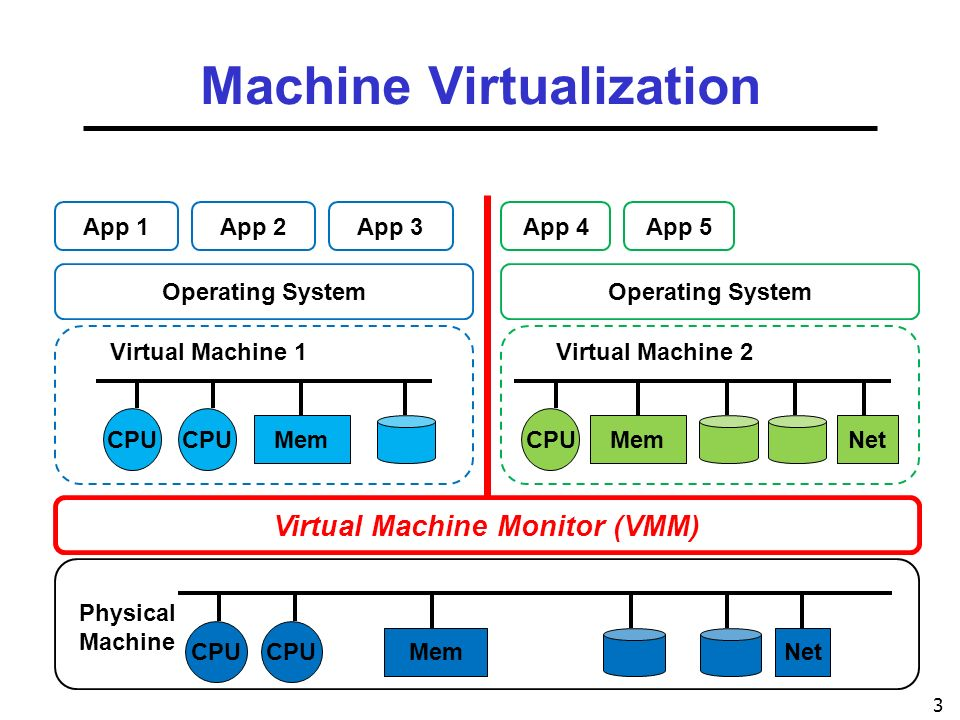 Machine Virtualization
App 1 App 2 App 3 App 4 App 5
Operating System Operating System
Virtual Machine 1 Virtual Machine 2
CPU CPU Mem CPU Mem Net
Virtual Machine Monitor (VMM)
Physical
Machine
CPU CPU Mem Net
3